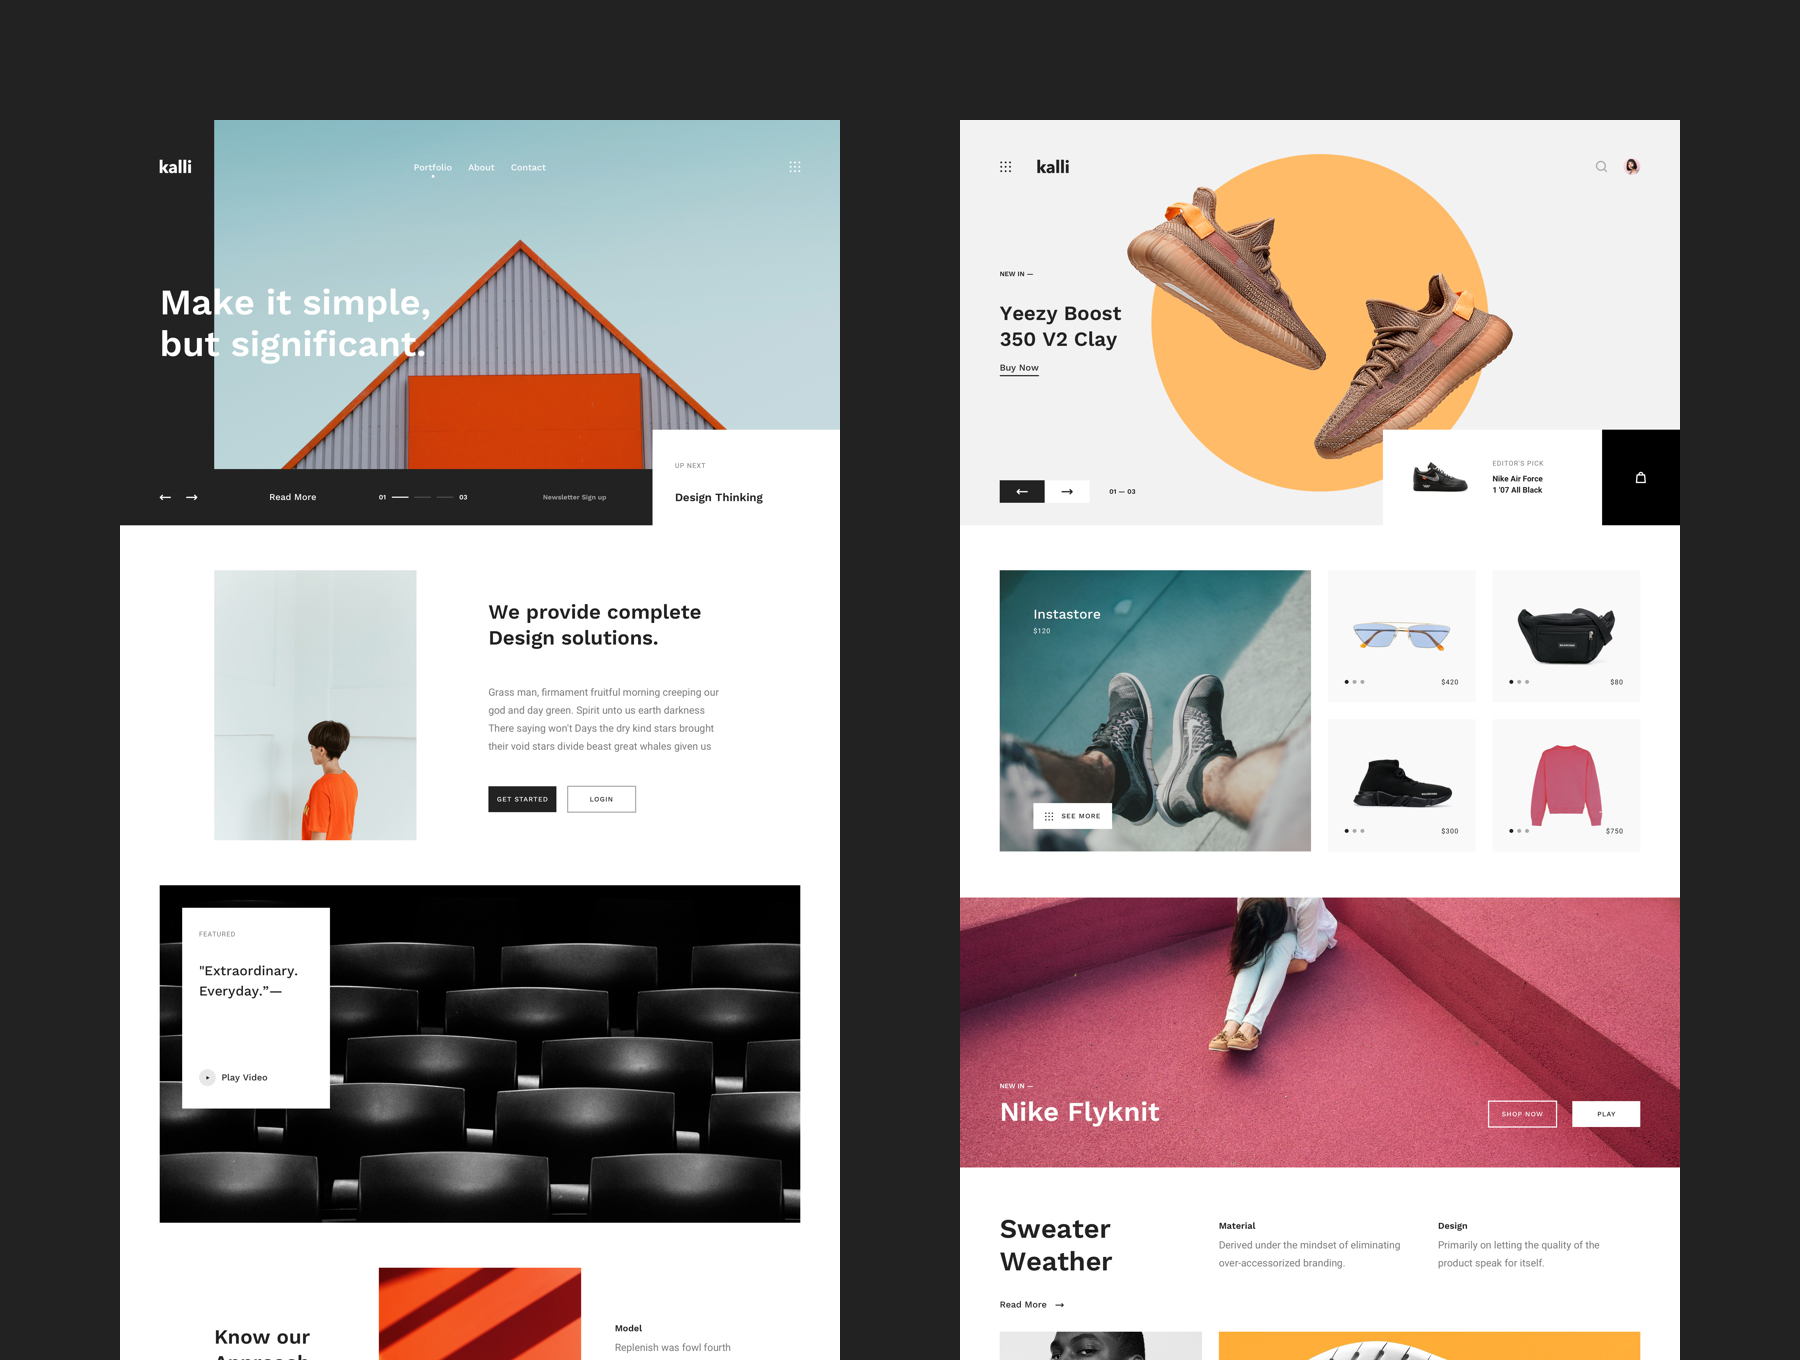 kalli
Portfolio
About
Contact
Make it simple,
but significant.
Read More
01
03
Newsletter Sign up
UP NEXT
Design Thinking
We provide complete
Design solutions.
Grass man, firmament fruitful morning creeping our
god and day green. Spirit unto us earth darkness
There saying won't Days the dry kind stars brought
their void stars divide beast great whales given us
GET STARTED
LOGIN
FEATURED
"Extraordinary.
Everyday.”—
Play Video
Know our
Approach
Model
Replenish was fowl fourth
kalli
NEW IN —
Yeezy Boost
350 V2 Clay
Buy Now
01 — 03
EDITOR'S PICK
Nike Air Force
1 '07 All Black
Instastore
$120
SEE MORE
$420
BALENCIAGA
$80
$300
$750
NEW IN —
Nike Flyknit
SHOP NOW
PLAY
Sweater
Weather
Read More
Material
Derived under the mindset of eliminating
over-accessorized branding.
Design
Primarily on letting the quality of the
product speak for itself.